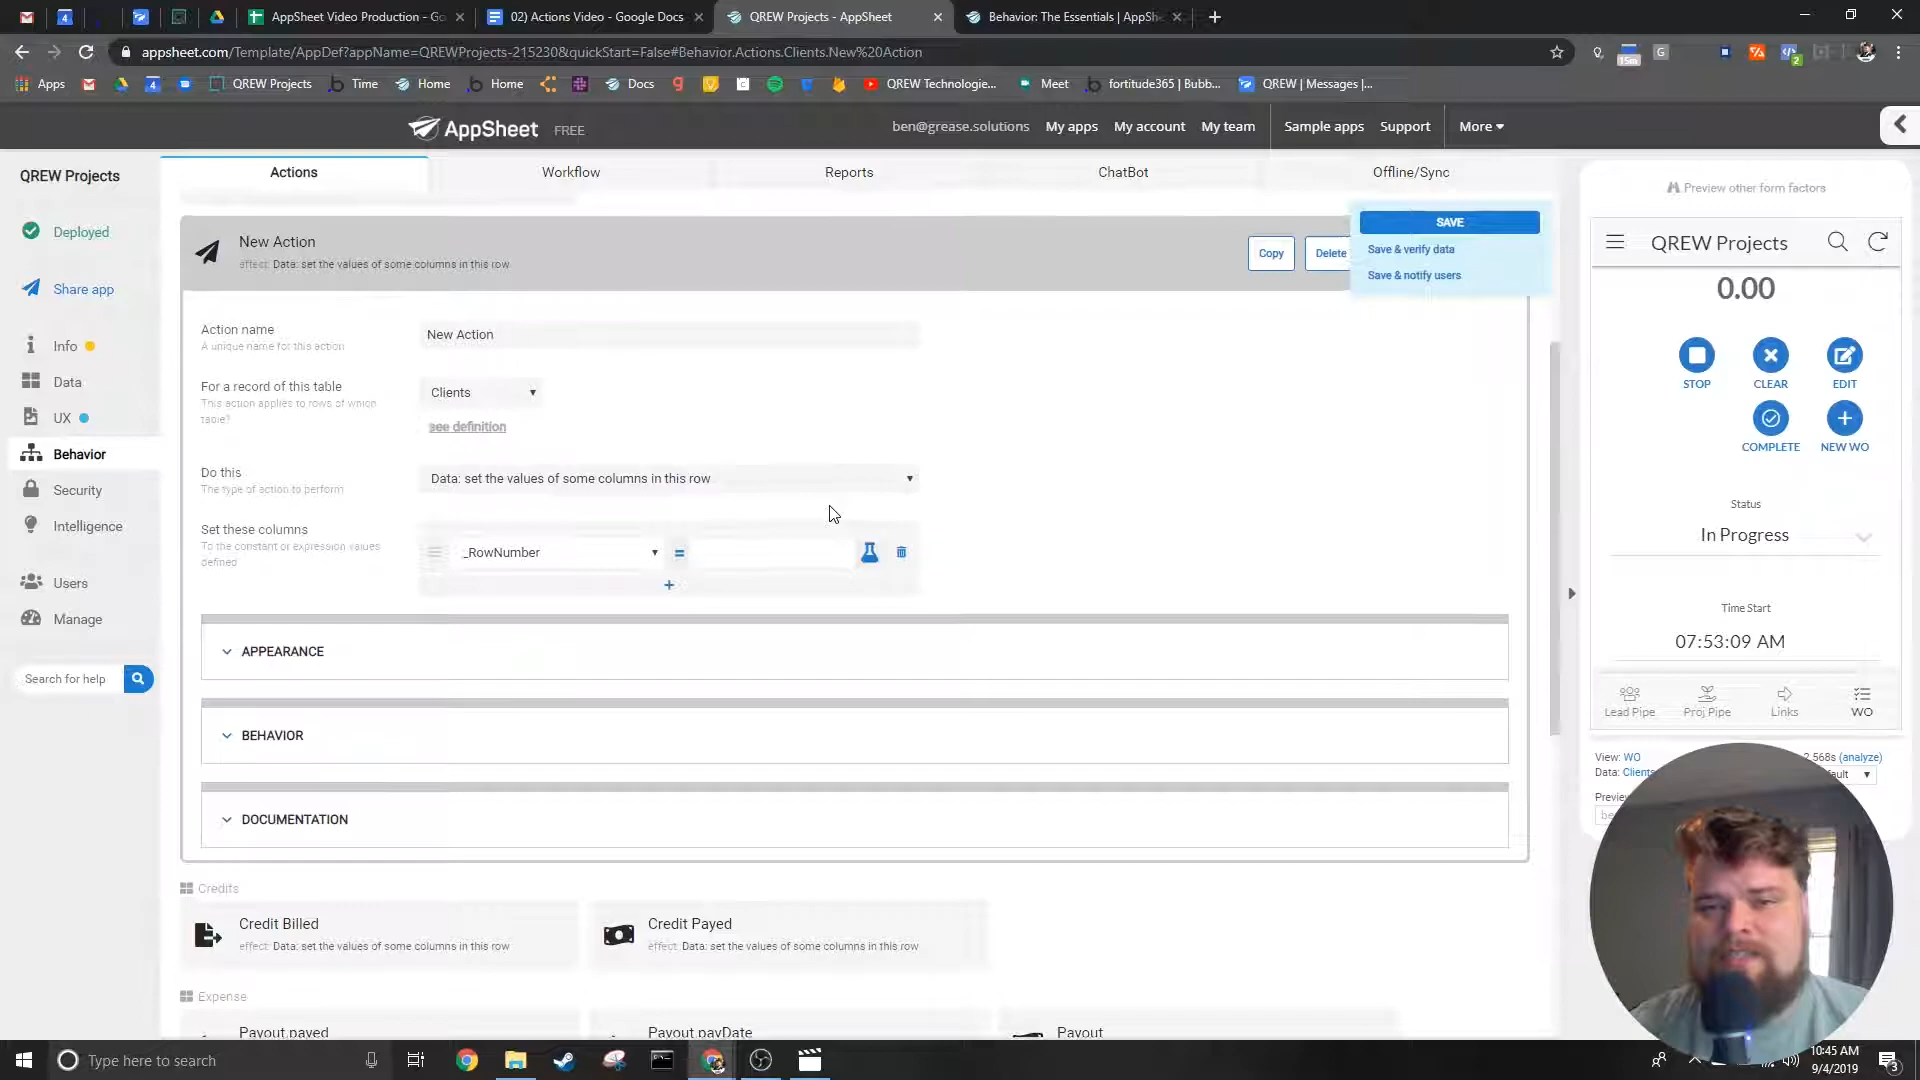 AppSheet Video Production - Go
02) Actions Video - Google Docs
QREW Projects - AppSheet
Behavior: The Essentials | AppSh
appsheet.com/Template/AppDef?appName=QREWProjects-215230&quickStart=False#Behavior.Actions.Clients.New%20Action
Apps
QREW Projects
Time
Home
Home
Docs
QREW Technologie...
Meet
fortitude365 | Bubb...
QREW | Messages |...
AppSheet FREE
ben@grease.solutions
My apps
My account
My team
Sample apps
Support
More
QREW Projects
Deployed
Share app
Info
Data
UX
Behavior
Security
Intelligence
Users
Manage
Search for help
Actions
Workflow
Reports
ChatBot
Offline/Sync
New Action
effect: Data: set the values of some columns in this row
Copy
Delete
SAVE
Save & verify data
Save & notify users
Action name
A unique name for this action
New Action
For a record of this table
This action applies to rows of which
table?
Clients
see definition
Do this
The type of action to perform
Data: set the values of some columns in this row
Set these columns
To the constant or expression values
defined
_RowNumber
=
+
APPEARANCE
BEHAVIOR
DOCUMENTATION
Credits
Credit Billed
effect: Data: set the values of some columns in this row
Credit Payed
effect: Data: set the values of some columns in this row
Expense
Payout.payed
Payout.payDate
Payout
Preview other form factors
QREW Projects
0.00
STOP
CLEAR
EDIT
COMPLETE
NEW WO
Status
In Progress
Time Start
07:53:09 AM
Lead Pipe
Proj Pipe
Links
WO
View: WO
2.568s (analyze)
Data: Clients
Type here to search
10:45 AM
9/4/2019